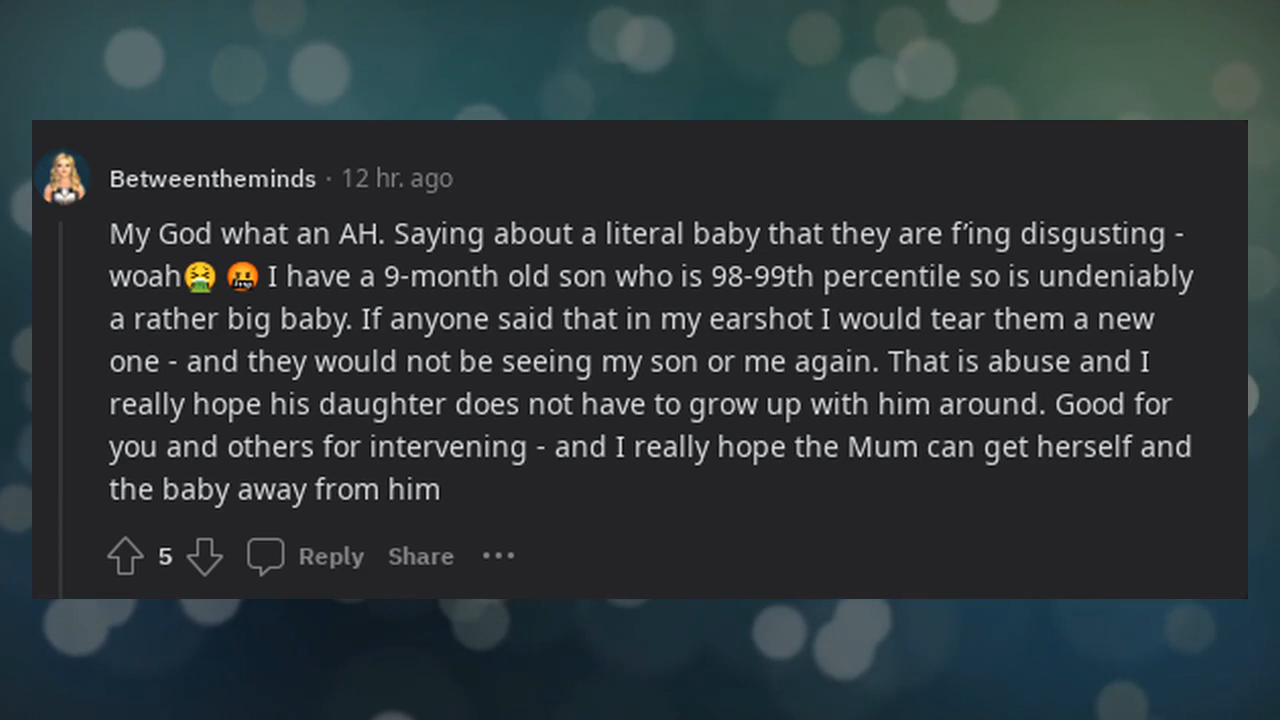 Betweentheminds · 12 hr. ago
My God what an AH. Saying about a literal baby that they are f’ing disgusting -
woah🤮 🤬 I have a 9-month old son who is 98-99th percentile so is undeniably
a rather big baby. If anyone said that in my earshot I would tear them a new
one - and they would not be seeing my son or me again. That is abuse and I
really hope his daughter does not have to grow up with him around. Good for
you and others for intervening - and I really hope the Mum can get herself and
the baby away from him
5 Reply Share ···